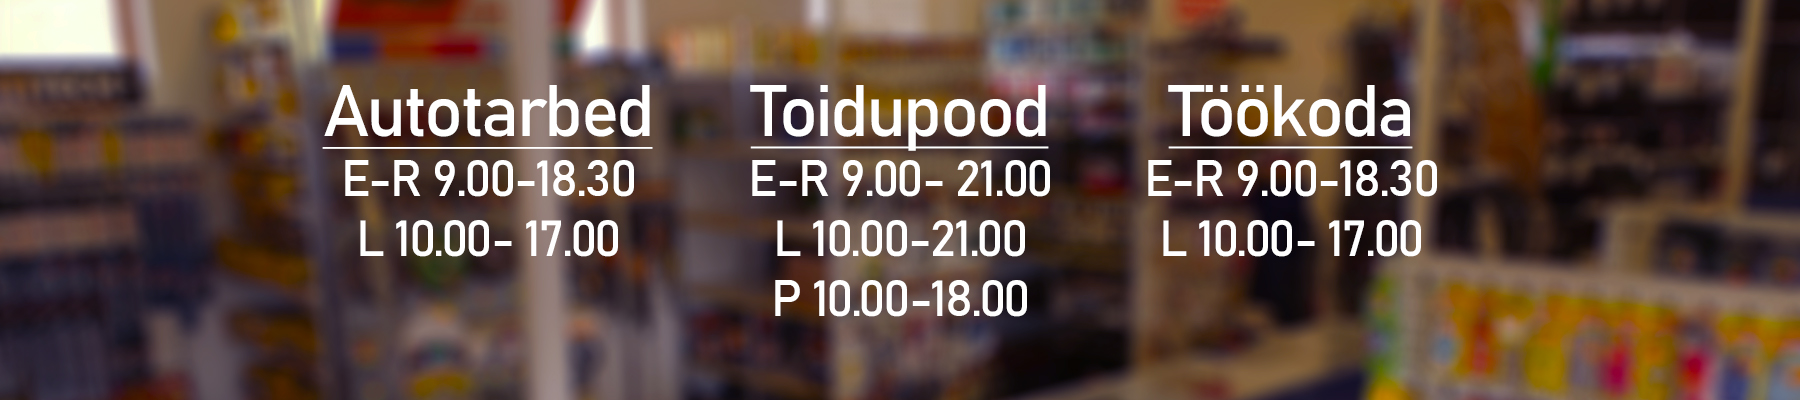 Autotarbed
E-R 9.00-18.30
L 10.00- 17.00
Toidupood
E-R 9.00- 21.00
L 10.00-21.00
P 10.00-18.00
Töökoda
E-R 9.00-18.30
L 10.00- 17.00